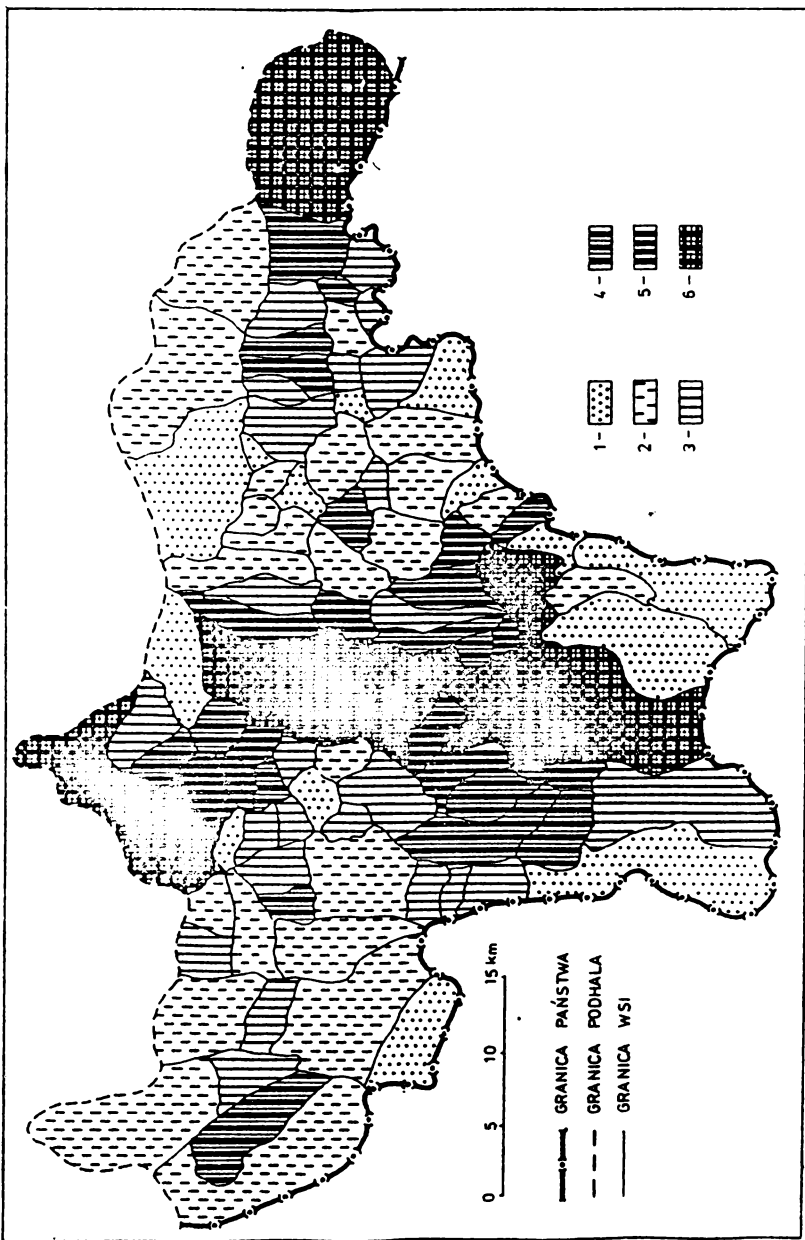 0 5 10 15 km
GRANICA PAŃSTWA
GRANICA PODHALA
GRANICA WSI
1-
2-
3-
4-
5-
6-